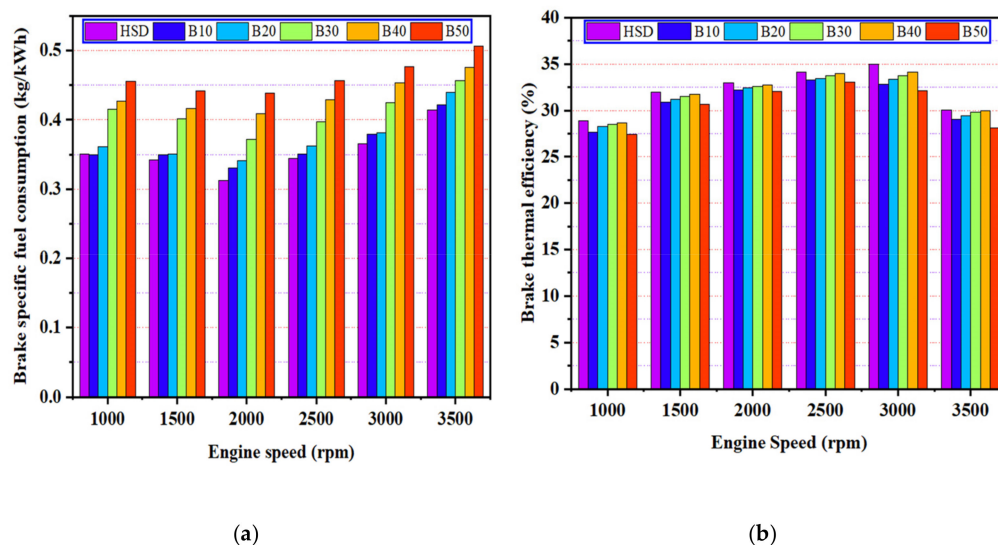 HSD B10 B20 B30 B40 B50
Brake specific fuel consumption (kg/kWh)
0.5
0.4
0.3
0.2
0.1
0.0
1000 1500 2000 2500 3000 3500
Engine speed (rpm)
(a)
HSD B10 B20 B30 B40 B50
Brake thermal efficiency (%)
40
35
30
25
20
15
10
5
0
1000 1500 2000 2500 3000 3500
Engine Speed (rpm)
(b)